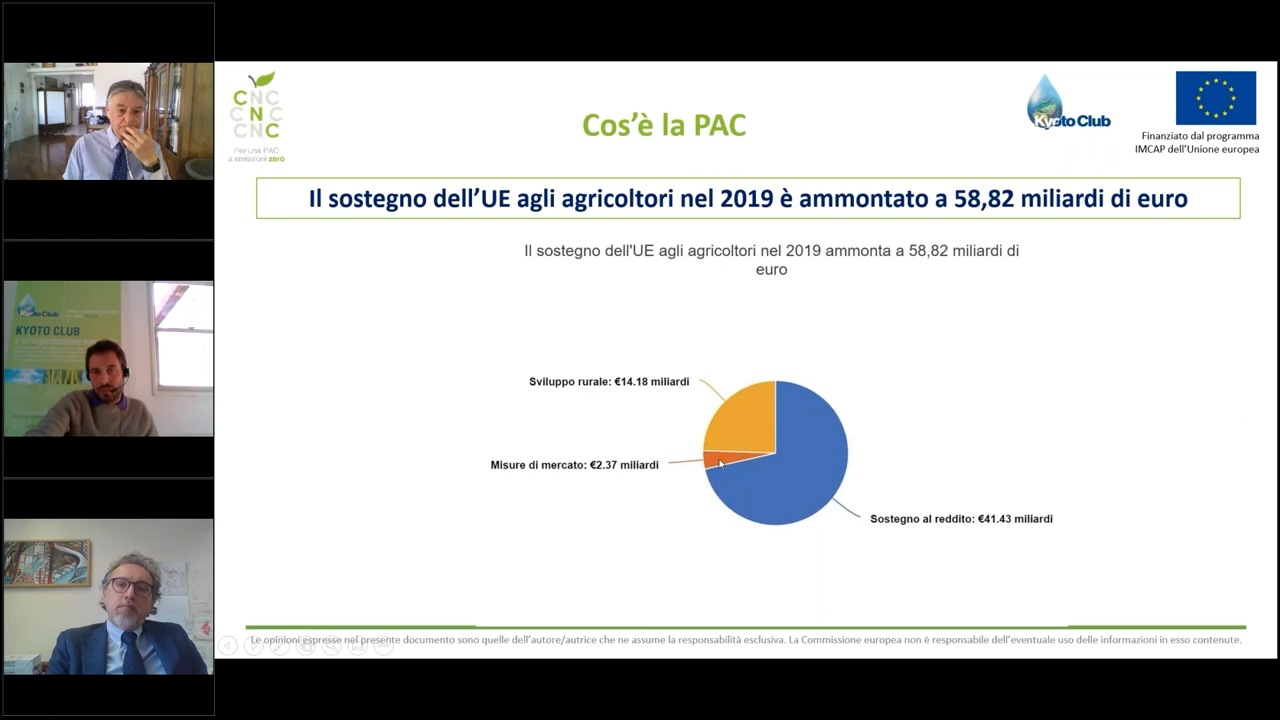 CNC
CNC
CNC
Per una PAC
a emissioni zero
Cos'è la PAC
Kyoto Club
Finanziato dal programma
IMCAP dell'Unione europea
Il sostegno dell'UE agli agricoltori nel 2019 è ammontato a 58,82 miliardi di euro
Il sostegno dell'UE agli agricoltori nel 2019 ammonta a 58,82 miliardi di
euro
Sviluppo rurale: €14.18 miliardi
Misure di mercato: €2.37 miliardi
Sostegno al reddito: €41.43 miliardi
Le opinioni espresse nel presente documento sono quelle dell'autore/autrice che ne assume la responsabilità esclusiva. La Commissione europea non è responsabile dell'eventuale uso delle informazioni in esso contenute.
Kyoto Club
KYOTO CLUB